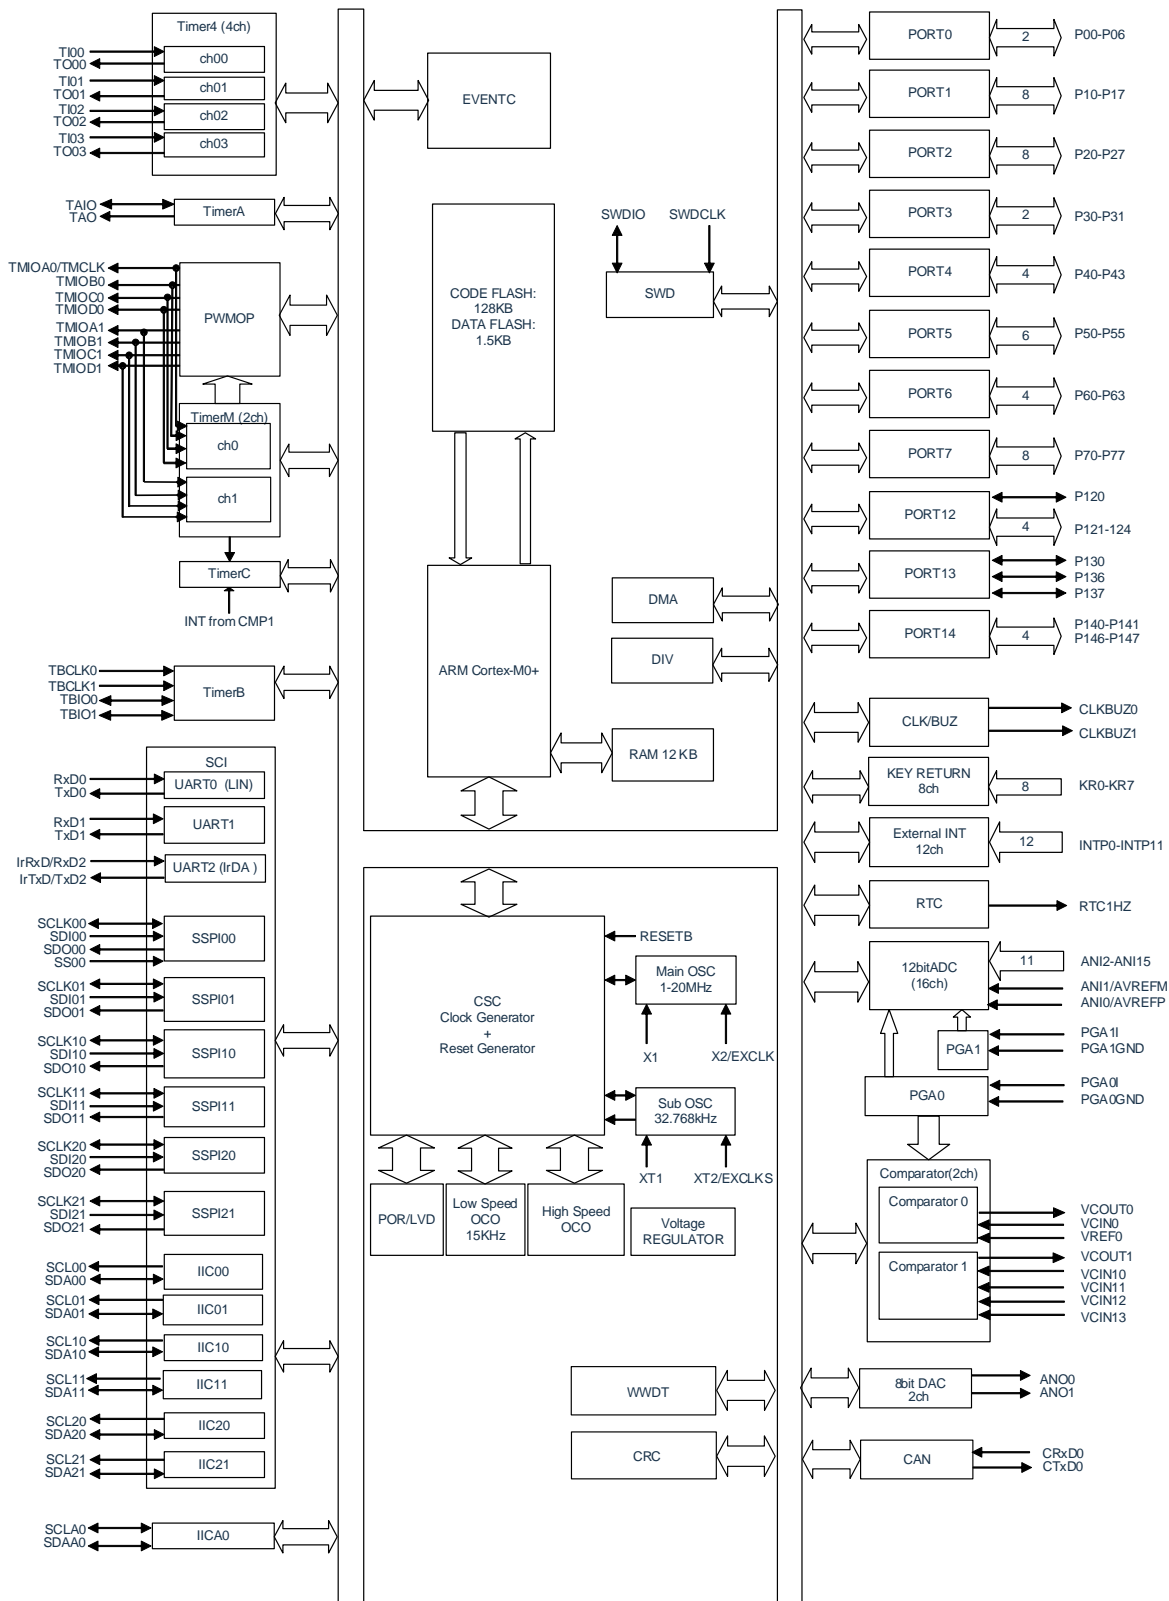 Timer4 (4ch)
TI00
TO00
ch00
TI01
TO01
ch01
TI02
TO02
ch02
TI03
TO03
ch03
TAIO
TAO
TimerA
TMIOA0/TMCLK
TMIOB0
TMIOC0
TMIOD0
TMIOA1
TMIOB1
TMIOC1
TMIOD1
PWMOP
TimerM (2ch)
ch0
ch1
TimerC
INT from CMP1
TBCLK0
TBCLK1
TBIO0
TBIO1
TimerB
SCI
RxD0
TxD0
UART0 (LIN)
RxD1
TxD1
UART1
IrRxD/RxD2
IrTxD/TxD2
UART2 (IrDA )
SCLK00
SDI00
SDO00
SS00
SSPI00
SCLK01
SDI01
SDO01
SSPI01
SCLK10
SDI10
SDO10
SSPI10
SCLK11
SDI11
SDO11
SSPI11
SCLK20
SDI20
SDO20
SSPI20
SCLK21
SDI21
SDO21
SSPI21
SCL00
SDA00
IIC00
SCL01
SDA01
IIC01
SCL10
SDA10
IIC10
SCL11
SDA11
IIC11
SCL20
SDA20
IIC20
SCL21
SDA21
IIC21
SCLA0
SDAA0
IICA0
EVENTC
CODE FLASH:
128KB
DATA FLASH:
1.5KB
SWDIO
SWDCLK
SWD
ARM Cortex-M0+
DMA
DIV
RAM 12 KB
CSC
Clock Generator
+
Reset Generator
RESETB
Main OSC
1-20MHz
X1
X2/EXCLK
Sub OSC
32.768kHz
XT1
XT2/EXCLKS
POR/LVD
Low Speed
OCO
15KHz
High Speed
OCO
Voltage
REGULATOR
WWDT
CRC
PORT0
2
P00-P06
PORT1
8
P10-P17
PORT2
8
P20-P27
PORT3
2
P30-P31
PORT4
4
P40-P43
PORT5
6
P50-P55
PORT6
4
P60-P63
PORT7
8
P70-P77
PORT12
P120
4
P121-124
PORT13
P130
P136
P137
PORT14
4
P140-P141
P146-P147
CLK/BUZ
CLKBUZ0
CLKBUZ1
KEY RETURN
8ch
8
KR0-KR7
External INT
12ch
12
INTP0-INTP11
RTC
RTC1HZ
12bitADC
(16ch)
11
ANI2-ANI15
ANI1/AVREFM
ANI0/AVREFP
PGA1
PGA1I
PGA1GND
PGA0
PGA0I
PGA0GND
Comparator(2ch)
Comparator 0
VCOUT0
VCIN0
VREF0
Comparator 1
VCOUT1
VCIN10
VCIN11
VCIN12
VCIN13
8bit DAC
2ch
ANO0
ANO1
CAN
CRxD0
CTxD0